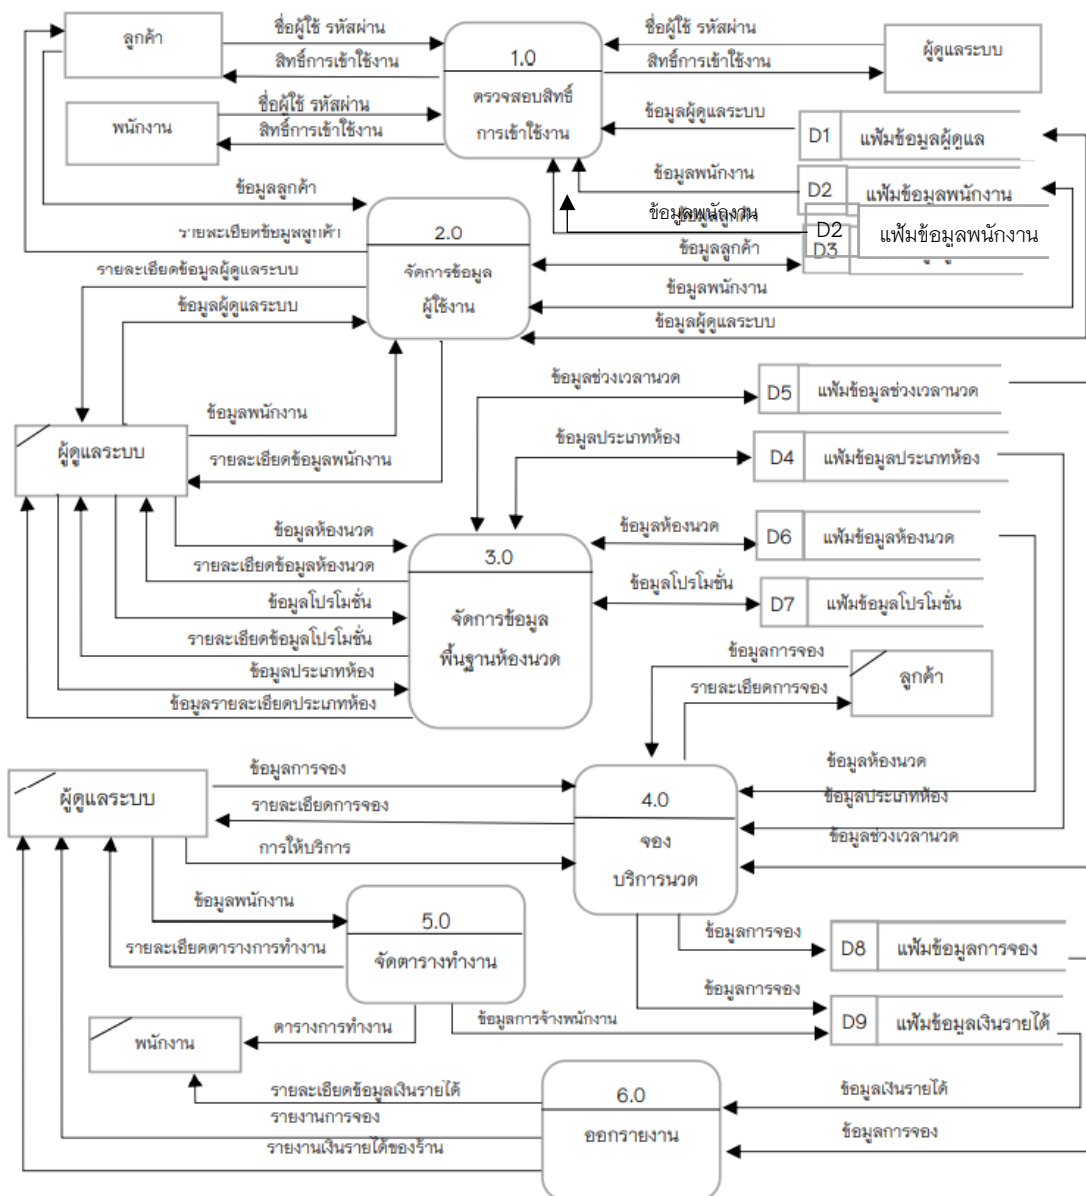 ลูกค้า
ชื่อผู้ใช้ รหัสผ่าน
สิทธิ์การเข้าใช้งาน
1.0
ตรวจสอบสิทธิ์
การเข้าใช้งาน
ชื่อผู้ใช้ รหัสผ่าน
สิทธิ์การเข้าใช้งาน
ผู้ดูแลระบบ
พนักงาน
ชื่อผู้ใช้ รหัสผ่าน
สิทธิ์การเข้าใช้งาน
ข้อมูลผู้ดูแลระบบ
D1
แฟ้มข้อมูลผู้ดูแล
ข้อมูลพนักงาน
D2
แฟ้มข้อมูลพนักงาน
ข้อมูลพนักงาน
ข้อมูลลูกค้า
D2
แฟ้มข้อมูลพนักงาน
D3
ข้อมูลลูกค้า
รายละเอียดข้อมูลลูกค้า
2.0
จัดการข้อมูล
ผู้ใช้งาน
ข้อมูลลูกค้า
ข้อมูลพนักงาน
ข้อมูลผู้ดูแลระบบ
รายละเอียดข้อมูลผู้ดูแลระบบ
ข้อมูลผู้ดูแลระบบ
ข้อมูลพนักงาน
รายละเอียดข้อมูลพนักงาน
ผู้ดูแลระบบ
ข้อมูลช่วงเวลานวด
D5
แฟ้มข้อมูลช่วงเวลานวด
ข้อมูลประเภทห้อง
D4
แฟ้มข้อมูลประเภทห้อง
ข้อมูลห้องนวด
D6
แฟ้มข้อมูลห้องนวด
ข้อมูลโปรโมชั่น
D7
แฟ้มข้อมูลโปรโมชั่น
ข้อมูลห้องนวด
รายละเอียดข้อมูลห้องนวด
ข้อมูลโปรโมชั่น
รายละเอียดข้อมูลโปรโมชั่น
ข้อมูลประเภทห้อง
ข้อมูลรายละเอียดประเภทห้อง
3.0
จัดการข้อมูล
พื้นฐานห้องนวด
ข้อมูลการจอง
รายละเอียดการจอง
ลูกค้า
ผู้ดูแลระบบ
ข้อมูลการจอง
รายละเอียดการจอง
การให้บริการ
4.0
จอง
บริการนวด
ข้อมูลห้องนวด
ข้อมูลประเภทห้อง
ข้อมูลช่วงเวลานวด
ข้อมูลพนักงาน
รายละเอียดตารางการทำงาน
5.0
จัดตารางทำงาน
ข้อมูลการจอง
D8
แฟ้มข้อมูลการจอง
ข้อมูลการจอง
D9
แฟ้มข้อมูลเงินรายได้
ข้อมูลการจ้างพนักงาน
ตารางการทำงาน
พนักงาน
รายละเอียดข้อมูลเงินรายได้
รายงานการจอง
รายงานเงินรายได้ของร้าน
6.0
ออกรายงาน
ข้อมูลเงินรายได้
ข้อมูลการจอง